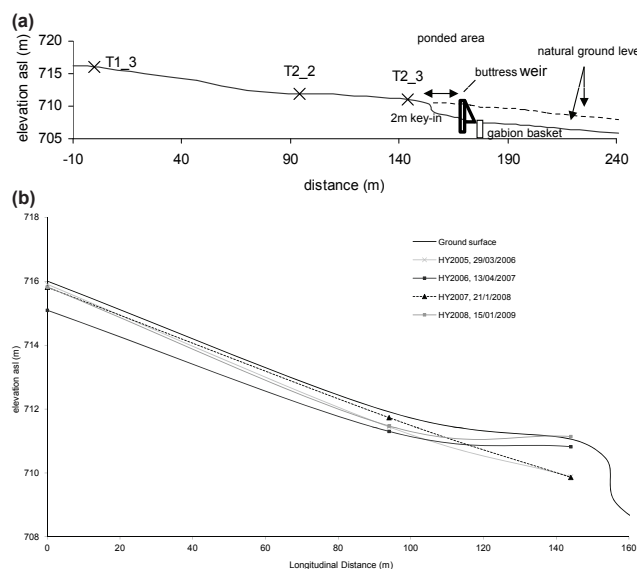 (a)
720
715
710
705
elevation asl (m)
T1_3
T2_2
T2_3
ponded area
buttress weir
natural ground level
2m key-in
gabion basket
-10
40
90
140
190
240
distance (m)
(b)
718
716
714
712
710
708
elevation asl (m)
Ground surface
HY2005, 29/03/2006
HY2006, 13/04/2007
HY2007, 21/1/2008
HY2008, 15/01/2009
0
20
40
60
80
100
120
140
160
Longitudinal Distance (m)